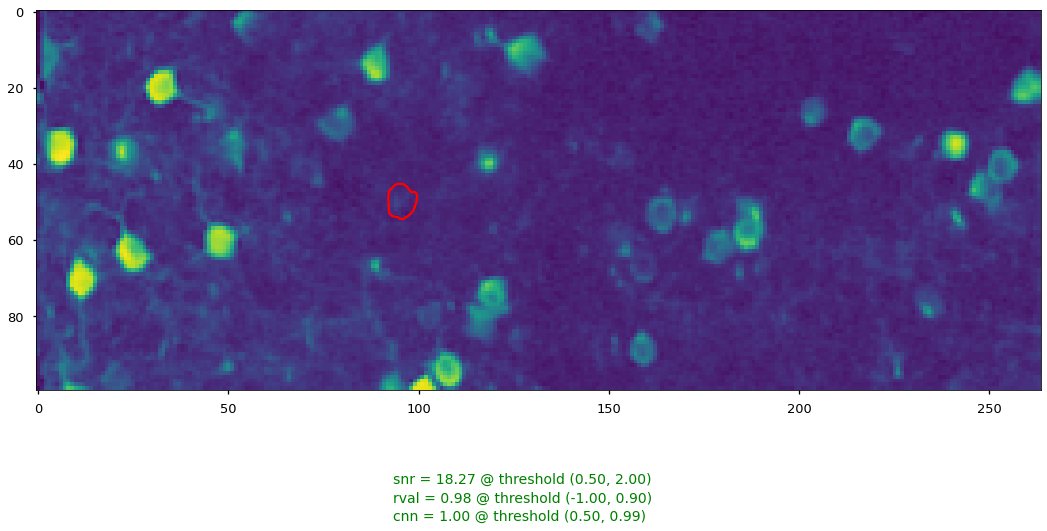 0
20
40
60
80
0 50 100 150 200 250
snr = 18.27 @ threshold (0.50, 2.00)
rval = 0.98 @ threshold (-1.00, 0.90)
cnn = 1.00 @ threshold (0.50, 0.99)